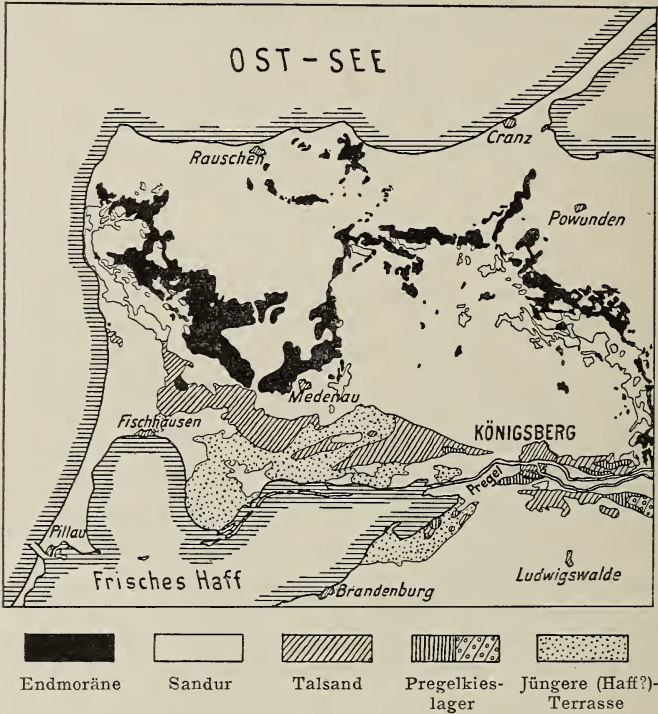 OST-SEE
Cranz
Rauschen
Powunden
Medenau
Fischhausen
KÖNIGSBERG
Pregel
Pillau
Frisches Haff
Brandenburg
Ludwigswalde
Endmoräne
Sandur
Talsand
Pregelkies-
lager
Jüngere (Haff?)-
Terrasse